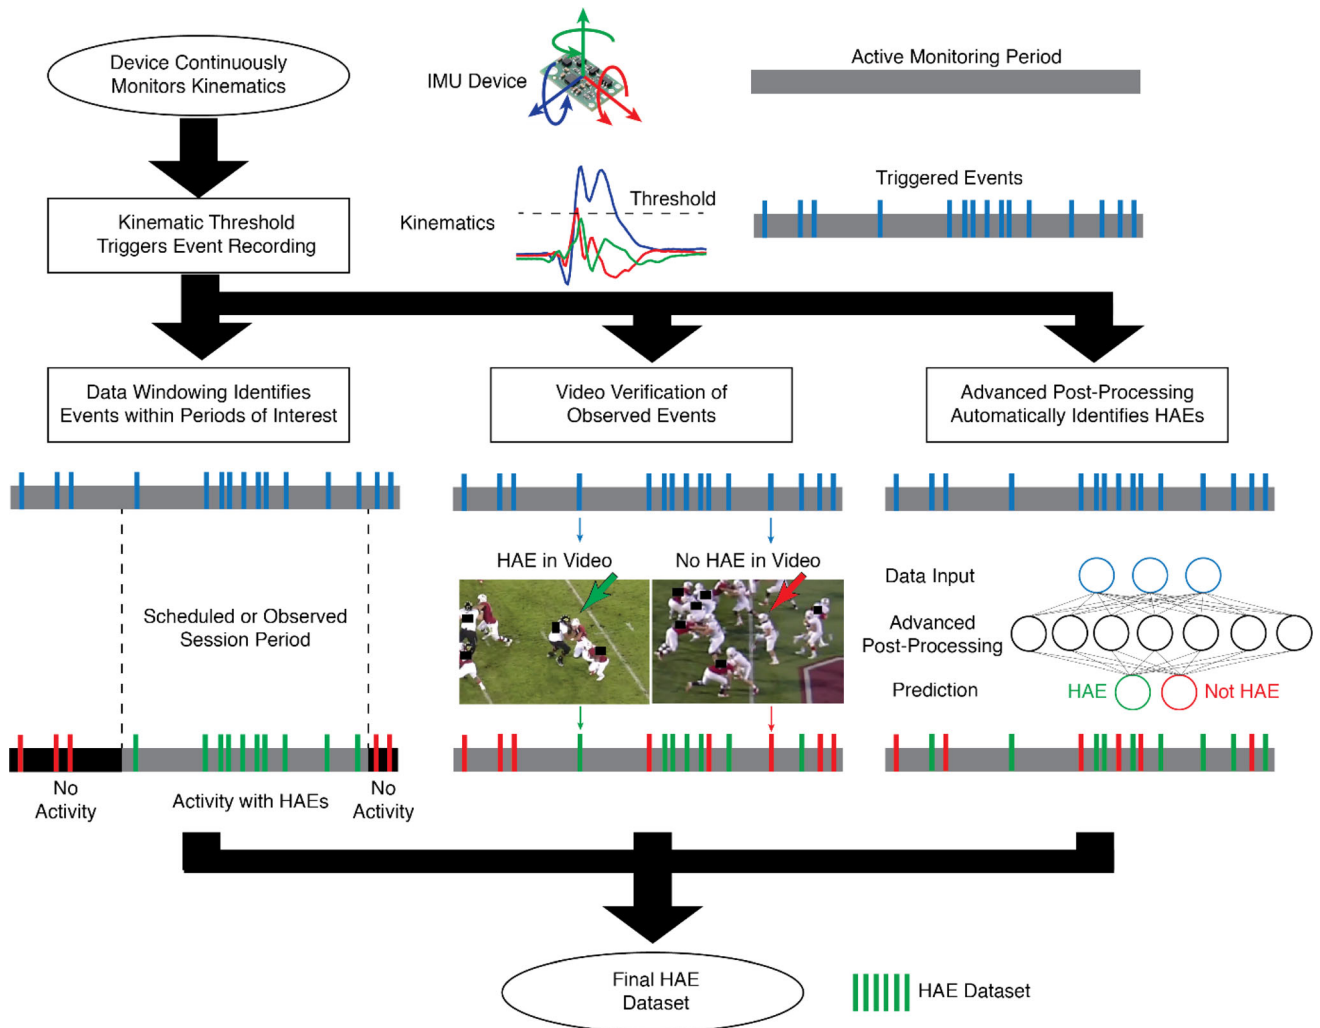 Device Continuously
Monitors Kinematics
IMU Device
Active Monitoring Period
Kinematic Threshold
Triggers Event Recording
Kinematics
Threshold
Triggered Events
Data Windowing Identifies
Events within Periods of Interest
Video Verification of
Observed Events
Advanced Post-Processing
Automatically Identifies HAEs
Scheduled or Observed
Session Period
HAE in Video
No HAE in Video
Data Input
Advanced
Post-Processing
Prediction
HAE
Not HAE
No
Activity
Activity with HAEs
No
Activity
Final HAE
Dataset
HAE Dataset